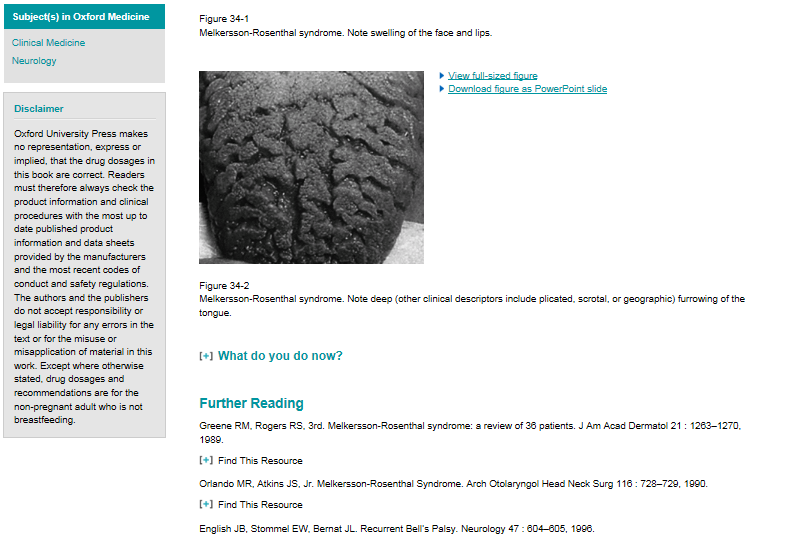 Subject(s) in Oxford Medicine
Clinical Medicine
Neurology
Disclaimer
Oxford University Press makes
no representation, express or
implied, that the drug dosages in
this book are correct. Readers
must therefore always check the
product information and clinical
procedures with the most up to
date published product
information and data sheets
provided by the manufacturers
and the most recent codes of
conduct and safety regulations.
The authors and the publishers
do not accept responsibility or
legal liability for any errors in the
text or for the misuse or
misapplication of material in this
work. Except where otherwise
stated, drug dosages and
recommendations are for the
non-pregnant adult who is not
breastfeeding.
Figure 34-1
Melkersson-Rosenthal syndrome. Note swelling of the face and lips.
View full-sized figure
Download figure as PowerPoint slide
Figure 34-2
Melkersson-Rosenthal syndrome. Note deep (other clinical descriptors include plicated, scrotal, or geographic) furrowing of the
tongue.
[+] What do you do now?
Further Reading
Greene RM, Rogers RS, 3rd. Melkersson-Rosenthal syndrome: a review of 36 patients. J Am Acad Dermatol 21 : 1263–1270,
1989.
[+] Find This Resource
Orlando MR, Atkins JS, Jr. Melkersson-Rosenthal Syndrome. Arch Otolaryngol Head Neck Surg 116 : 728–729, 1990.
[+] Find This Resource
English JB, Stommel EW, Bernat JL. Recurrent Bell's Palsy. Neurology 47 : 604–605, 1996.